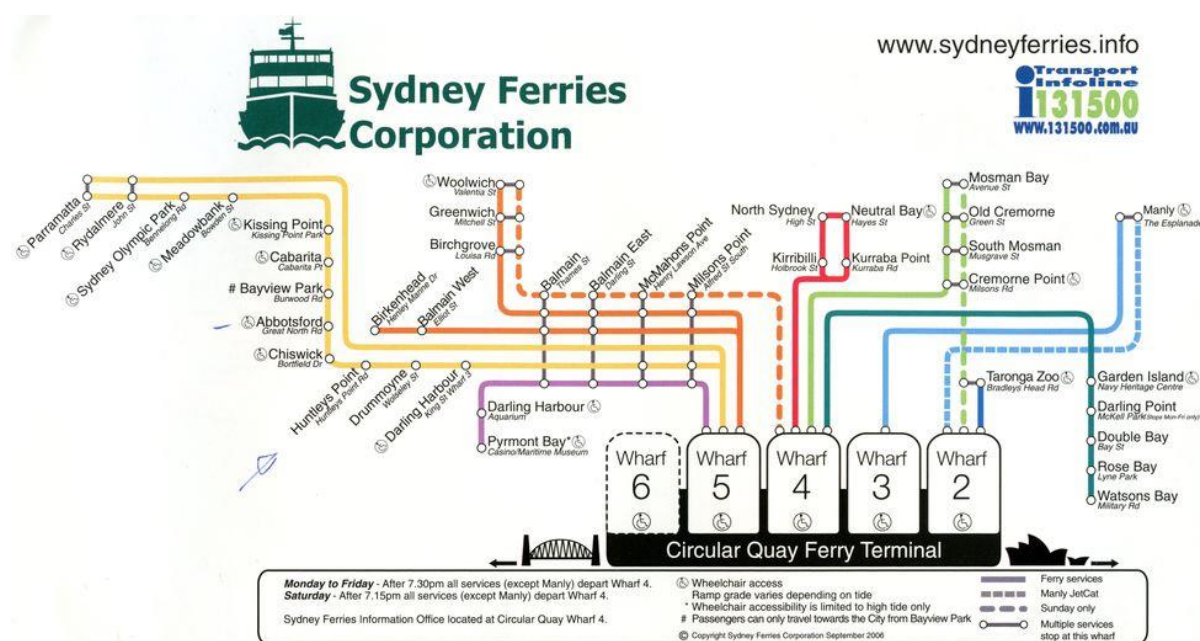 www.sydneyferries.info
Sydney Ferries
Corporation
Transport
Infoline
131500
www.131500.com.au
Parramatta
Charles St
Rydalmere
John St
Sydney Olympic Park
Bennelong Rd
Meadowbank
Bowden St
Kissing Point
Kissing Point Park
Cabarita
Cabarita Pt
# Bayview Park
Burwood Rd
Abbotsford
Great North Rd
Chiswick
Bortfield Dr
Huntleys Point
Huntleys Point Rd
Drummoyne
Wolseley St
Darling Harbour
King St Wharf 3
Birkenhead
Henley Marine Dr
Balmain West
Elliot St
Woolwich
Valentia St
Greenwich
Mitchell St
Birchgrove
Louisa Rd
Balmain
Thames St
Balmain East
Darling St
McMahons Point
Henry Lawson Ave
Milsons Point
Alfred St South
Darling Harbour
Aquarium
Pyrmont Bay*
Casino/Maritime Museum
North Sydney
High St
Neutral Bay
Hayes St
Kirribilli
Holbrook St
Kurraba Point
Kurraba Rd
Mosman Bay
Avenue St
Old Cremorne
Green St
South Mosman
Musgrave St
Cremorne Point
Milsons Rd
Manly
The Esplanade
Taronga Zoo
Bradleys Head Rd
Garden Island
Navy Heritage Centre
Darling Point
McKell Park (Stops Mon-Fri only)
Double Bay
Bay St
Rose Bay
Lyne Park
Watsons Bay
Military Rd
Wharf
6
Wharf
5
Wharf
4
Wharf
3
Wharf
2
Circular Quay Ferry Terminal
Monday to Friday - After 7.30pm all services (except Manly) depart Wharf 4.
Saturday - After 7.15pm all services (except Manly) depart Wharf 4.
Sydney Ferries Information Office located at Circular Quay Wharf 4.
Wheelchair access
Ramp grade varies depending on tide
* Wheelchair accessibility is limited to high tide only
# Passengers can only travel towards the City from Bayview Park
© Copyright Sydney Ferries Corporation September 2006
Ferry services
Manly JetCat
Sunday only
Multiple services
stop at this wharf